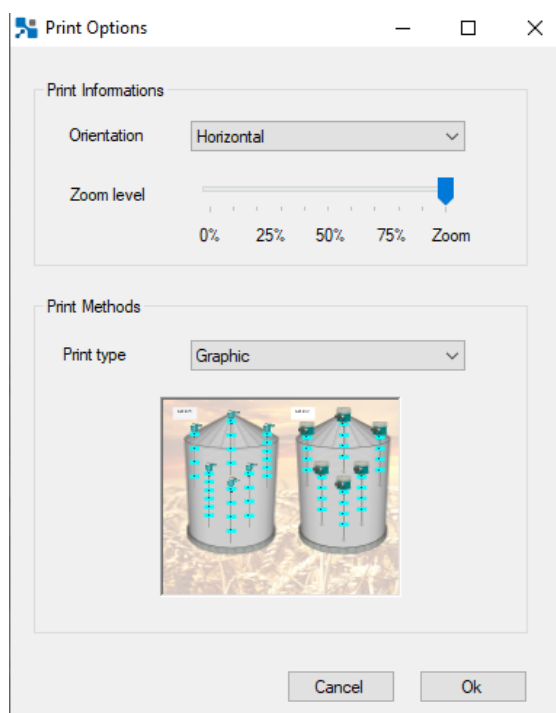 Print Options
Print Informations
Orientation
Horizontal
Zoom level
0% 25% 50% 75% Zoom
Print Methods
Print type
Graphic
Cancel Ok